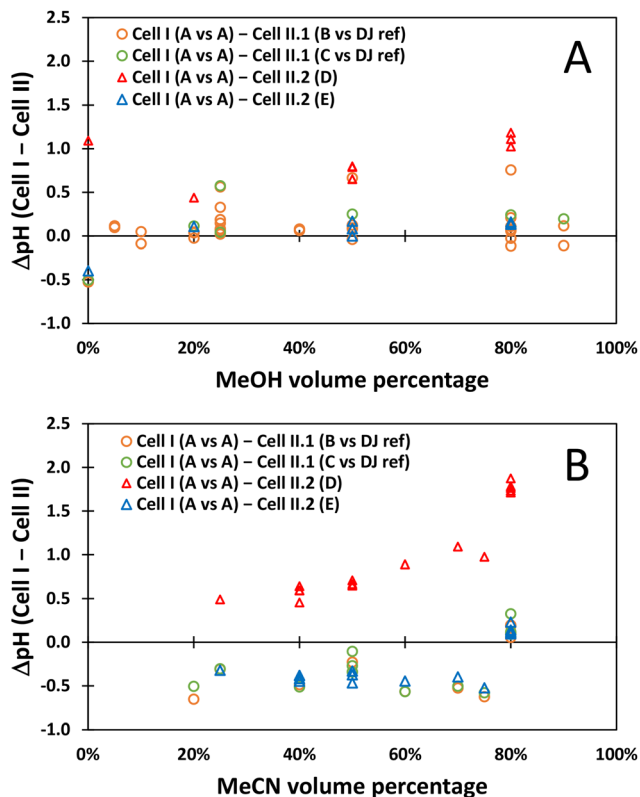 A
Cell I (A vs A) – Cell II.1 (B vs DJ ref)
Cell I (A vs A) – Cell II.1 (C vs DJ ref)
Cell I (A vs A) – Cell II.2 (D)
Cell I (A vs A) – Cell II.2 (E)
ΔpH (Cell I – Cell II)
2.5
2.0
1.5
1.0
0.5
0.0
-0.5
-1.0
0% 20% 40% 60% 80% 100%
MeOH volume percentage
B
Cell I (A vs A) – Cell II.1 (B vs DJ ref)
Cell I (A vs A) – Cell II.1 (C vs DJ ref)
Cell I (A vs A) – Cell II.2 (D)
Cell I (A vs A) – Cell II.2 (E)
ΔpH (Cell I – Cell II)
2.5
2.0
1.5
1.0
0.5
0.0
-0.5
-1.0
0% 20% 40% 60% 80% 100%
MeCN volume percentage